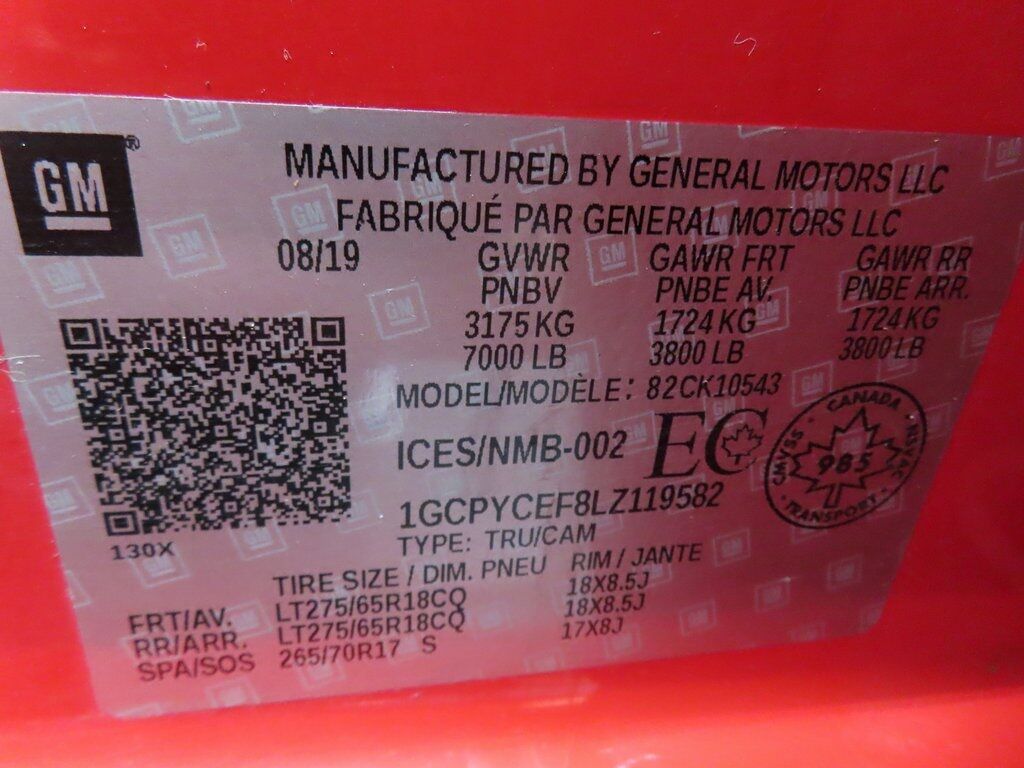 GM
MANUFACTURED BY GENERAL MOTORS LLC
FABRIQUÉ PAR GENERAL MOTORS LLC
08/19 GVWR GAWR FRT GAWR RR
PNBV PNBE AV. PNBE ARR.
3175 KG 1724 KG 1724 KG
7000 LB 3800 LB 3800 LB
MODEL/MODÈLE: 82CK10543
ICES/NMB-002 EC
CANADA
CMVSS 985 NSVAC
TRANSPORT
1GCPYCEF8LZ119582
130X
TYPE: TRU/CAM
TIRE SIZE / DIM. PNEU RIM / JANTE
FRT/AV. LT275/65R18CQ 18X8.5J
RR/ARR. LT275/65R18CQ 18X8.5J
SPA/SOS 265/70R17 S 17X8J